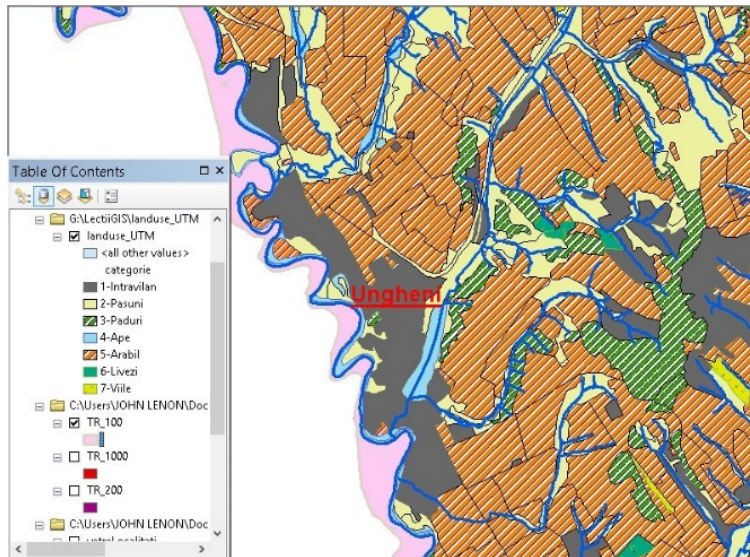 Table Of Contents
G:\LectiiGIS\landuse_UTM
landuse_UTM
<all other values>
categorie
1-Intravilan
2-Pasuni
3-Paduri
4-Ape
5-Arabil
6-Livezi
7-Viile
C:\Users\JOHN LENON\Doc
TR_100
TR_1000
TR_200
C:\Users\JOHN LENON\Doc
Ungheni